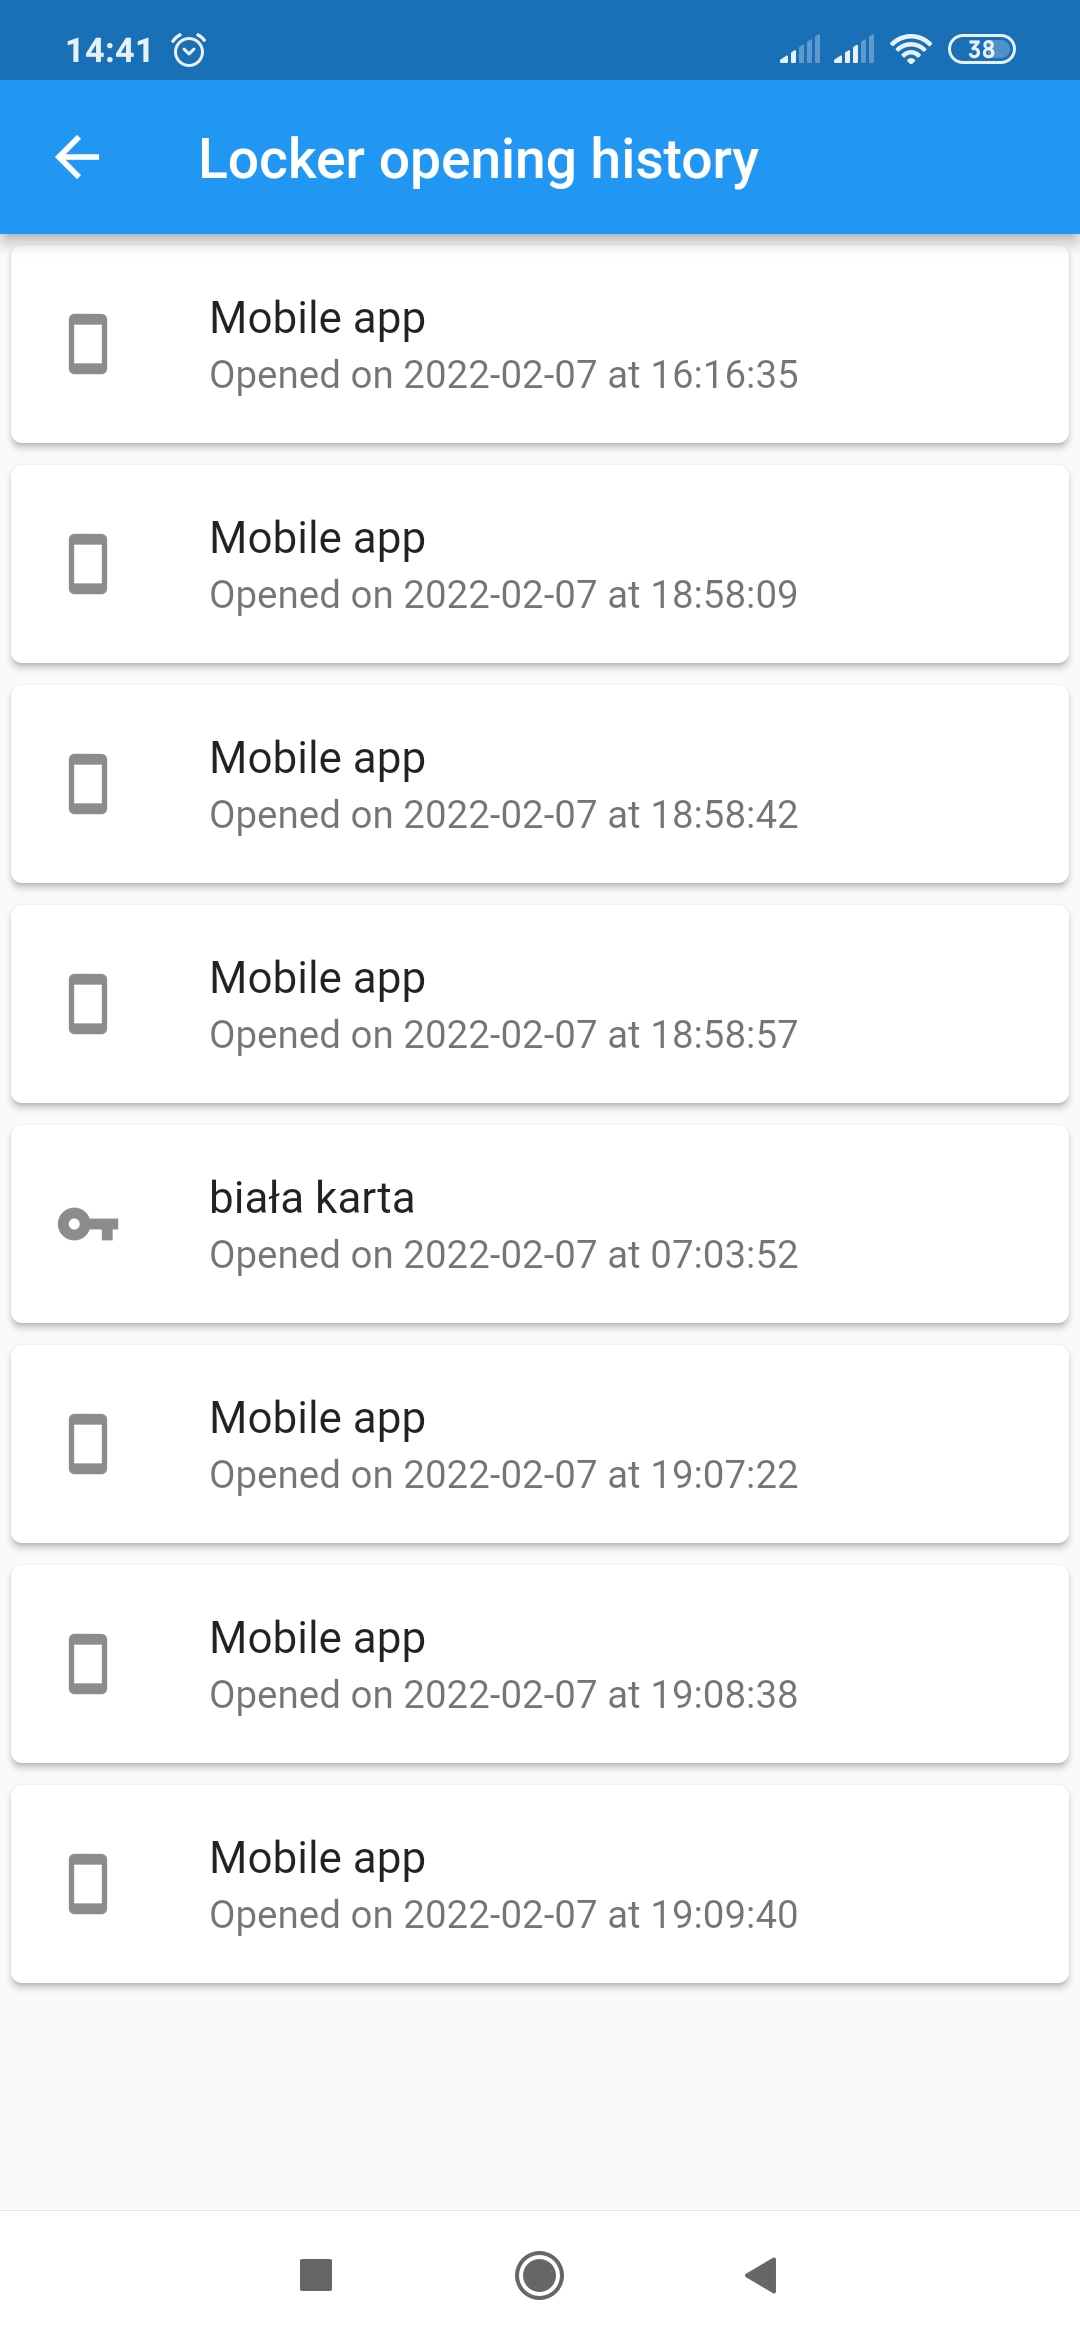 14:41
38
Locker opening history
Mobile app
Opened on 2022-02-07 at 16:16:35
Mobile app
Opened on 2022-02-07 at 18:58:09
Mobile app
Opened on 2022-02-07 at 18:58:42
Mobile app
Opened on 2022-02-07 at 18:58:57
biała karta
Opened on 2022-02-07 at 07:03:52
Mobile app
Opened on 2022-02-07 at 19:07:22
Mobile app
Opened on 2022-02-07 at 19:08:38
Mobile app
Opened on 2022-02-07 at 19:09:40